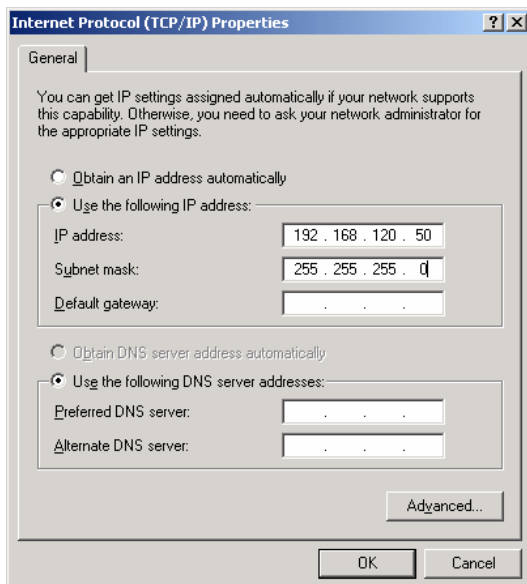 Internet Protocol (TCP/IP) Properties
General
You can get IP settings assigned automatically if your network supports
this capability. Otherwise, you need to ask your network administrator for
the appropriate IP settings.
Obtain an IP address automatically
Use the following IP address:
IP address: 192 . 168 . 120 . 50
Subnet mask: 255 . 255 . 255 . 0
Default gateway: . . .
Obtain DNS server address automatically
Use the following DNS server addresses:
Preferred DNS server: . . .
Alternate DNS server: . . .
Advanced...
OK Cancel